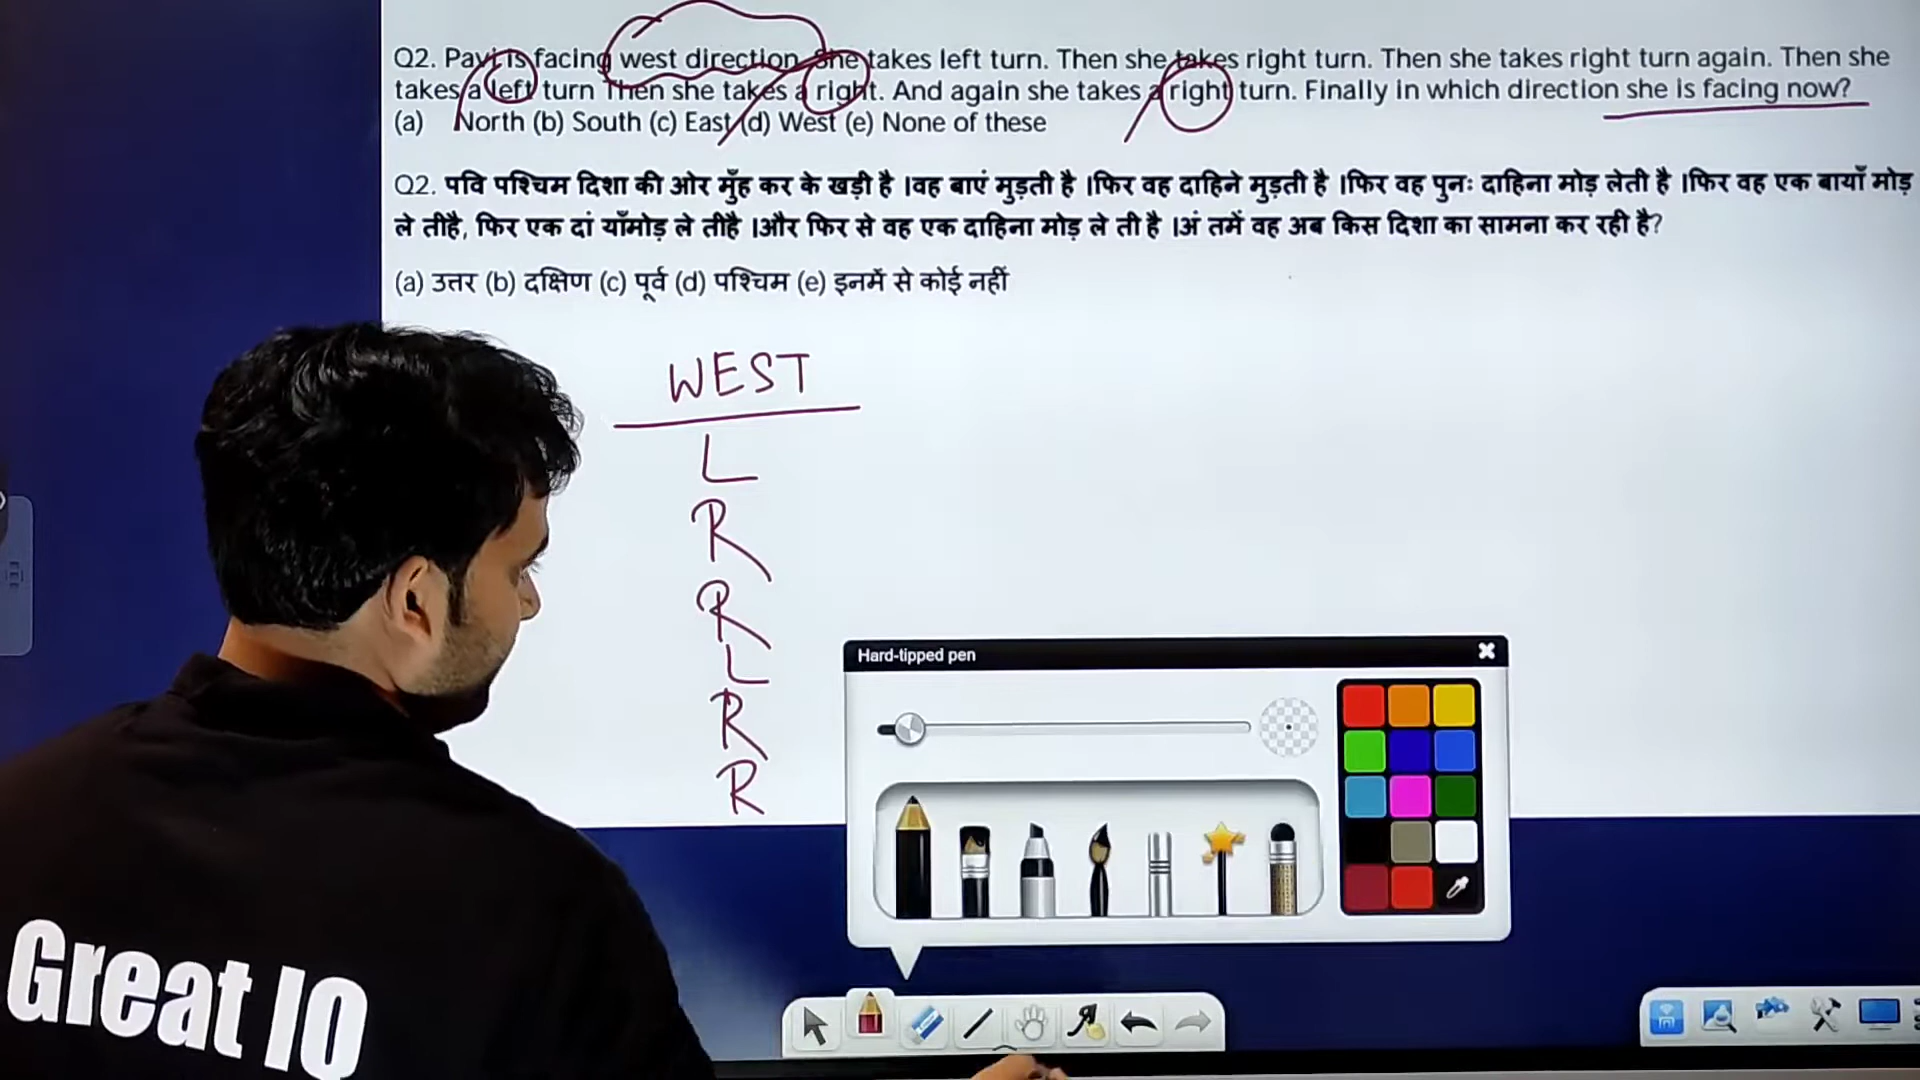 Q2. Pavi is facing west direction. She takes left turn. Then she takes right turn. Then she takes right turn again. Then she
takes a left turn Then she takes a right. And again she takes a right turn. Finally in which direction she is facing now?
(a) North (b) South (c) East (d) West (e) None of these
Q2. पवि पश्चिम दिशा की ओर मुँह कर के खड़ी है ।वह बाएं मुड़ती है ।फिर वह दाहिने मुड़ती है ।फिर वह पुनः दाहिना मोड़ लेती है ।फिर वह एक बायाँ मोड़
ले तीहै, फिर एक दां याँमोड़ ले तीहै ।और फिर से वह एक दाहिना मोड़ ले ती है ।अं तमें वह अब किस दिशा का सामना कर रही है?
(a) उत्तर (b) दक्षिण (c) पूर्व (d) पश्चिम (e) इनमें से कोई नहीं
WEST
L
R
R
L
R
R
Hard-tipped pen
Great IQ